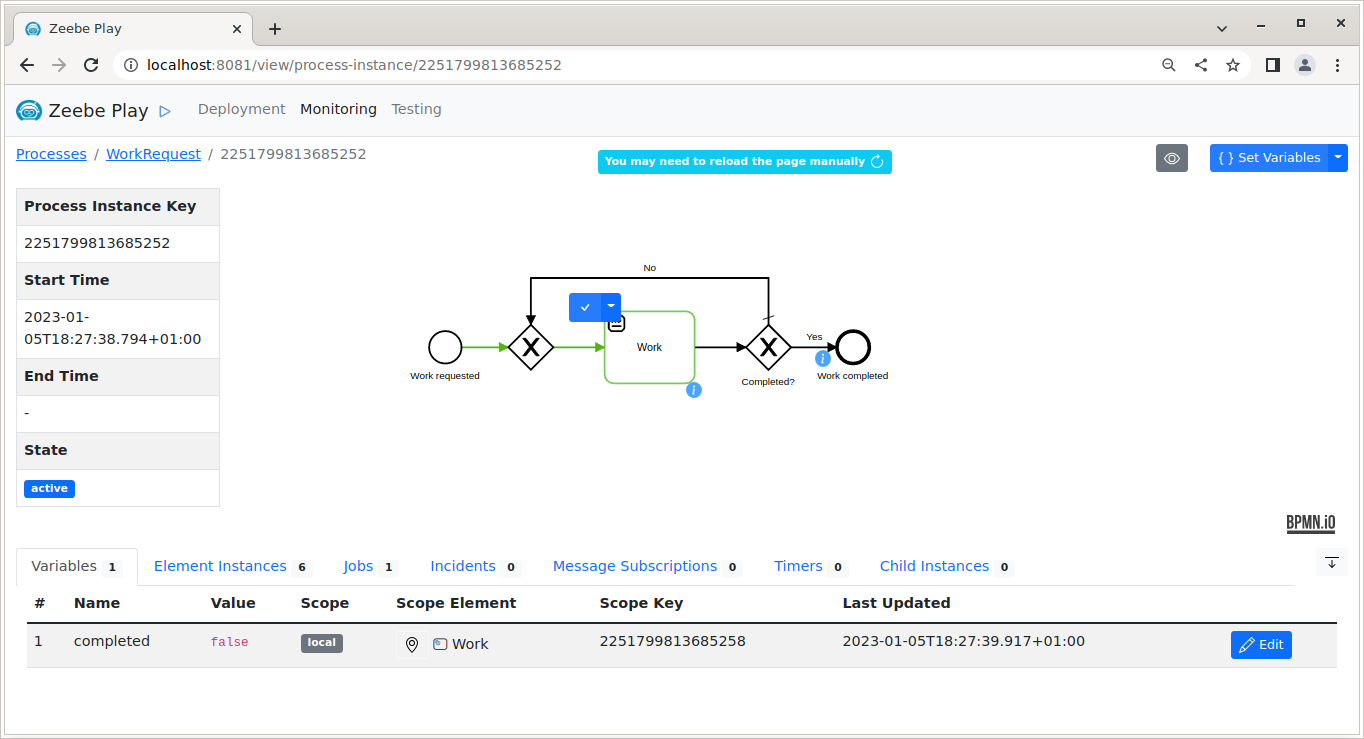 Zeebe Play
localhost:8081/view/process-instance/2251799813685252
Zeebe Play Deployment Monitoring Testing
Processes / WorkRequest / 2251799813685252
You may need to reload the page manually
{ } Set Variables
Process Instance Key
2251799813685252
Start Time
2023-01-
05T18:27:38.794+01:00
End Time
-
State
active
No
Work requested
Work
Completed?
Yes
Work completed
BPMN.iO
Variables 1 Element Instances 6 Jobs 1 Incidents 0 Message Subscriptions 0 Timers 0 Child Instances 0
# Name Value Scope Scope Element Scope Key Last Updated
1 completed false local Work 2251799813685258 2023-01-05T18:27:39.917+01:00 Edit